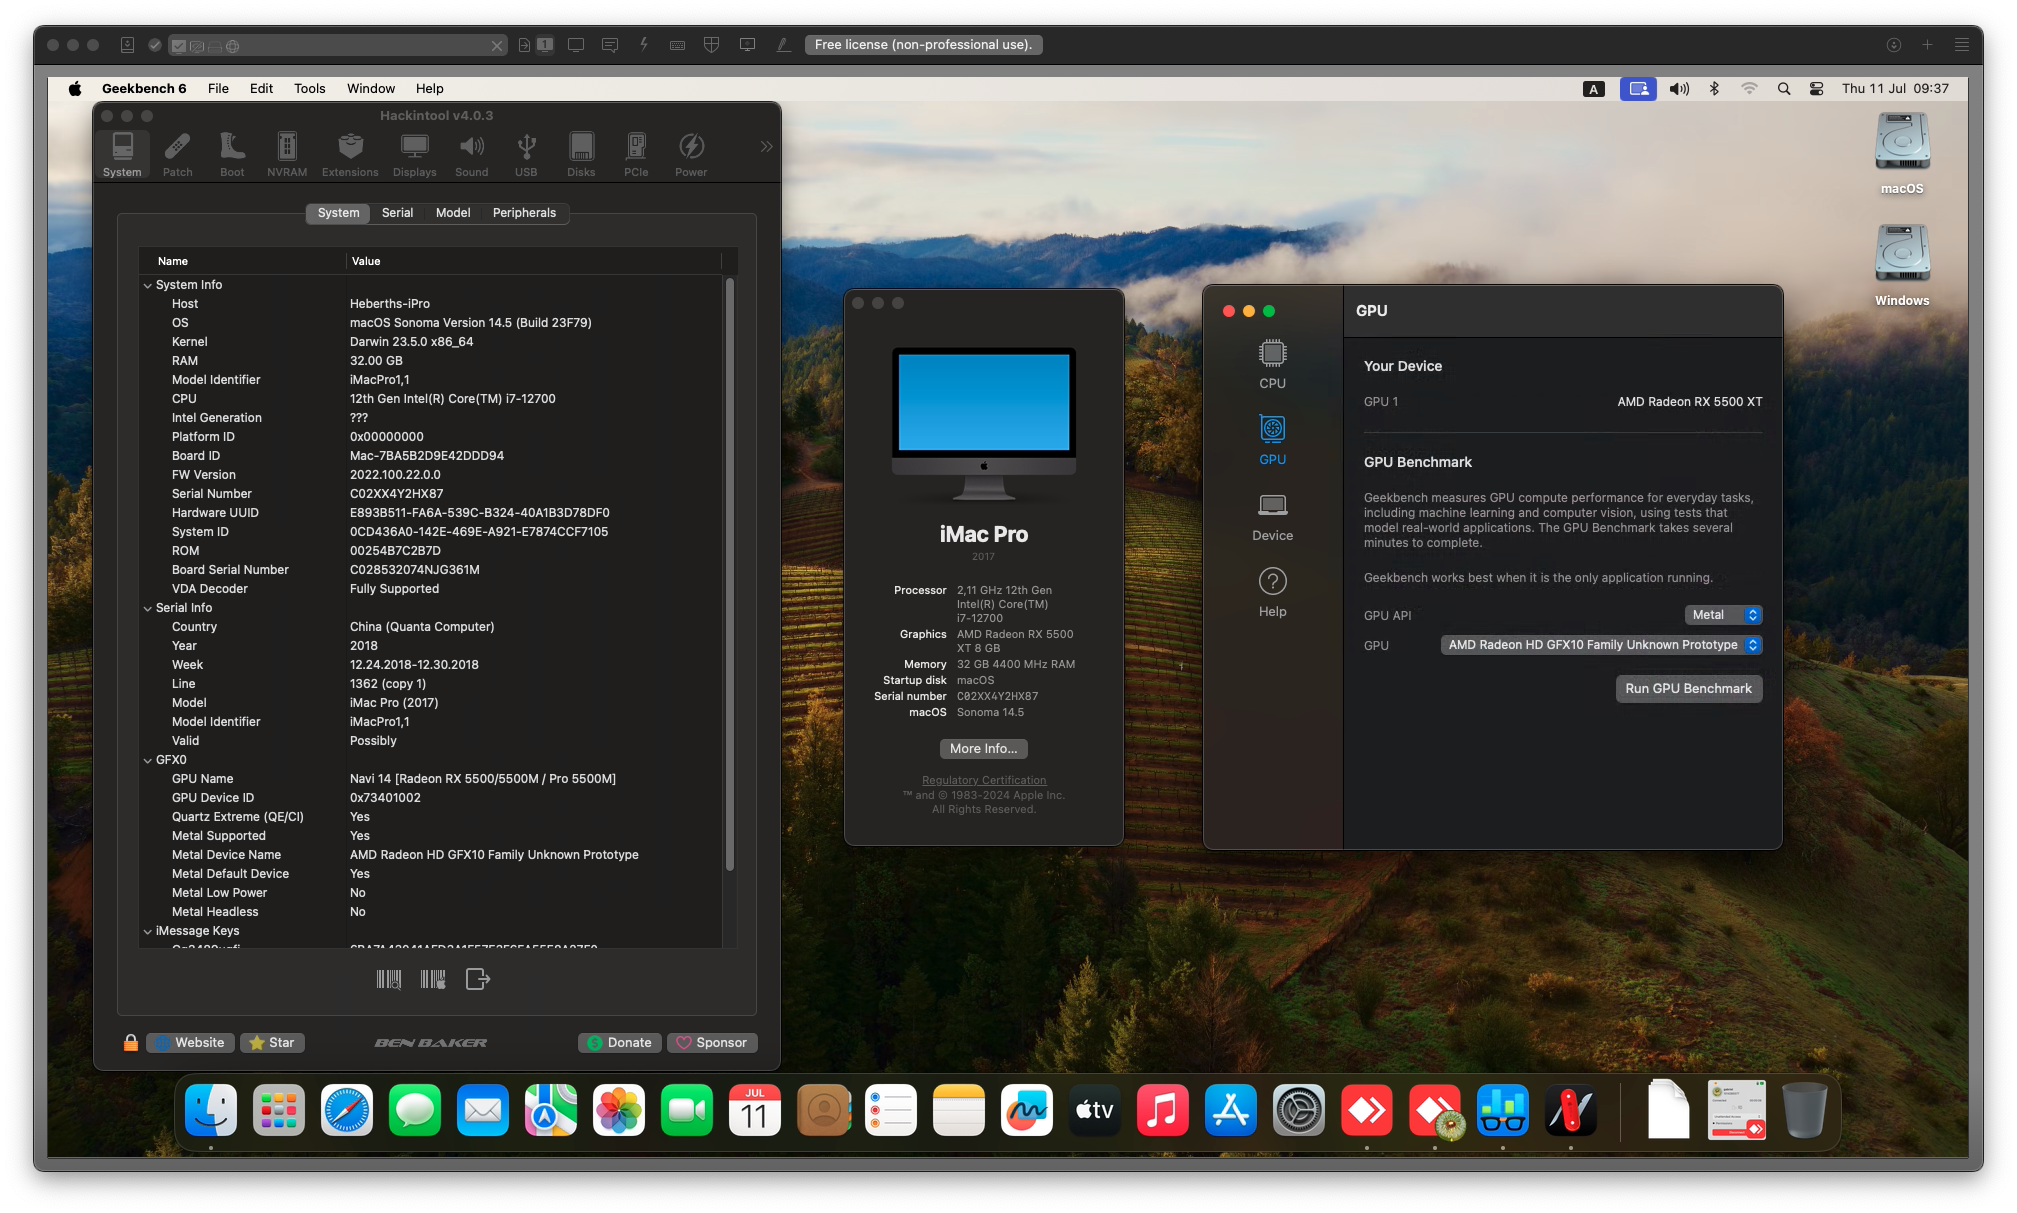 1
Free license (non-professional use).
Geekbench 6 File Edit Tools Window Help
A
Thu 11 Jul 09:37
Hackintool v4.0.3
System Patch Boot NVRAM Extensions Displays Sound USB Disks PCIe Power
System Serial Model Peripherals
Name Value
System Info
Host Heberths-iPro
OS macOS Sonoma Version 14.5 (Build 23F79)
Kernel Darwin 23.5.0 x86_64
RAM 32.00 GB
Model Identifier iMacPro1,1
CPU 12th Gen Intel(R) Core(TM) i7-12700
Intel Generation ???
Platform ID 0x00000000
Board ID Mac-7BA5B2D9E42DDD94
FW Version 2022.100.22.0.0
Serial Number C02XX4Y2HX87
Hardware UUID E893B511-FA6A-539C-B324-40A1B3D78DF0
System ID 0CD436A0-142E-469E-A921-E7874CCF7105
ROM 00254B7C2B7D
Board Serial Number C028532074NJG361M
VDA Decoder Fully Supported
Serial Info
Country China (Quanta Computer)
Year 2018
Week 12.24.2018-12.30.2018
Line 1362 (copy 1)
Model iMac Pro (2017)
Model Identifier iMacPro1,1
Valid Possibly
GFX0
GPU Name Navi 14 [Radeon RX 5500/5500M / Pro 5500M]
GPU Device ID 0x73401002
Quartz Extreme (QE/CI) Yes
Metal Supported Yes
Metal Device Name AMD Radeon HD GFX10 Family Unknown Prototype
Metal Default Device Yes
Metal Low Power No
Metal Headless No
iMessage Keys
Website Star BEN BAKER Donate Sponsor
iMac Pro
2017
Processor 2,11 GHz 12th Gen
Intel(R) Core(TM)
i7-12700
Graphics AMD Radeon RX 5500
XT 8 GB
Memory 32 GB 4400 MHz RAM
Startup disk macOS
Serial number C02XX4Y2HX87
macOS Sonoma 14.5
More Info...
Regulatory Certification
™ and © 1983-2024 Apple Inc.
All Rights Reserved.
CPU
GPU
Device
Help
GPU
Your Device
GPU 1 AMD Radeon RX 5500 XT
GPU Benchmark
Geekbench measures GPU compute performance for everyday tasks,
including machine learning and computer vision, using tests that
model real-world applications. The GPU Benchmark takes several
minutes to complete.
Geekbench works best when it is the only application running.
GPU API Metal
GPU AMD Radeon HD GFX10 Family Unknown Prototype
Run GPU Benchmark
macOS
Windows
JUL
11
tv